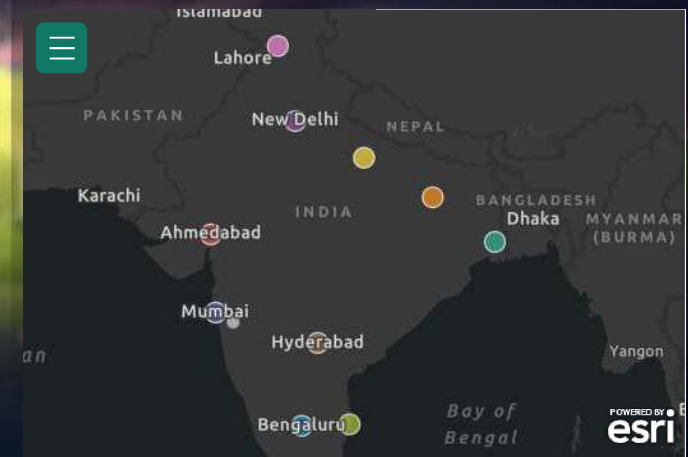 Islamabad
Lahore
PAKISTAN
New Delhi
NEPAL
Karachi
INDIA
BANGLADESH
Dhaka
MYANMAR
(BURMA)
Ahmedabad
Mumbai
Hyderabad
Yangon
an
Bengaluru
Bay of
Bengal
POWERED BY
esri